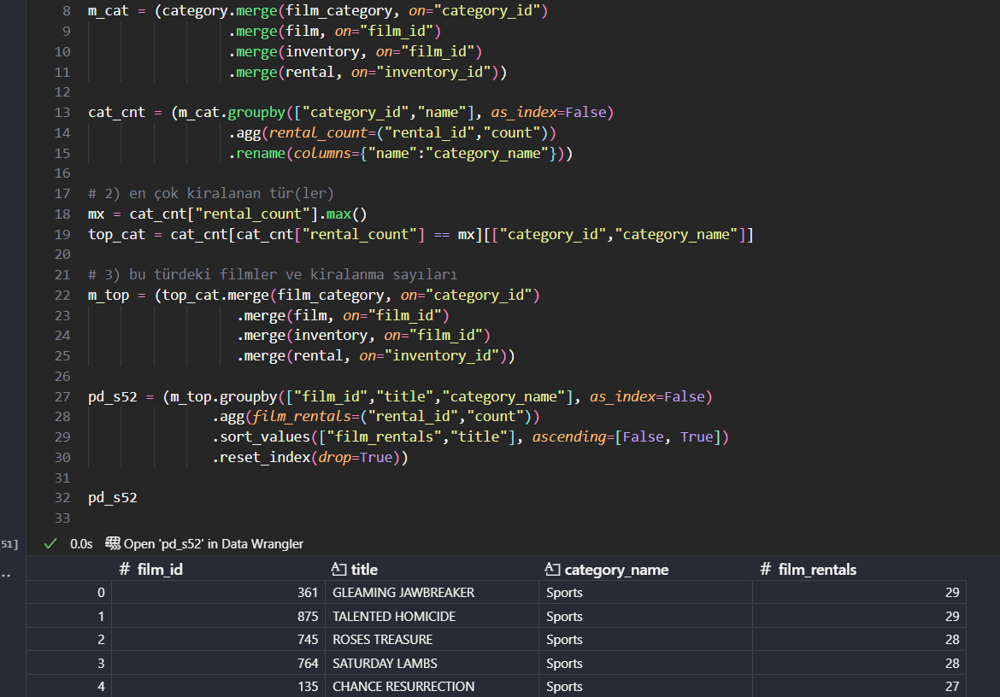 8 m_cat = (category.merge(film_category, on="category_id")
9 .merge(film, on="film_id")
10 .merge(inventory, on="film_id")
11 .merge(rental, on="inventory_id"))
12
13 cat_cnt = (m_cat.groupby(["category_id","name"], as_index=False)
14 .agg(rental_count=("rental_id","count"))
15 .rename(columns={"name":"category_name"}))
16
17 # 2) en çok kiralanan tür(ler)
18 mx = cat_cnt["rental_count"].max()
19 top_cat = cat_cnt[cat_cnt["rental_count"] == mx][["category_id","category_name"]]
20
21 # 3) bu türdeki filmler ve kiralanma sayıları
22 m_top = (top_cat.merge(film_category, on="category_id")
23 .merge(film, on="film_id")
24 .merge(inventory, on="film_id")
25 .merge(rental, on="inventory_id"))
26
27 pd_s52 = (m_top.groupby(["film_id","title","category_name"], as_index=False)
28 .agg(film_rentals=("rental_id","count"))
29 .sort_values(["film_rentals","title"], ascending=[False, True])
30 .reset_index(drop=True))
31
32 pd_s52
33
51] ✓ 0.0s Open 'pd_s52' in Data Wrangler
# film_id title category_name # film_rentals
0 361 GLEAMING JAWBREAKER Sports 29
1 875 TALENTED HOMICIDE Sports 29
2 745 ROSES TREASURE Sports 28
3 764 SATURDAY LAMBS Sports 28
4 135 CHANCE RESURRECTION Sports 27